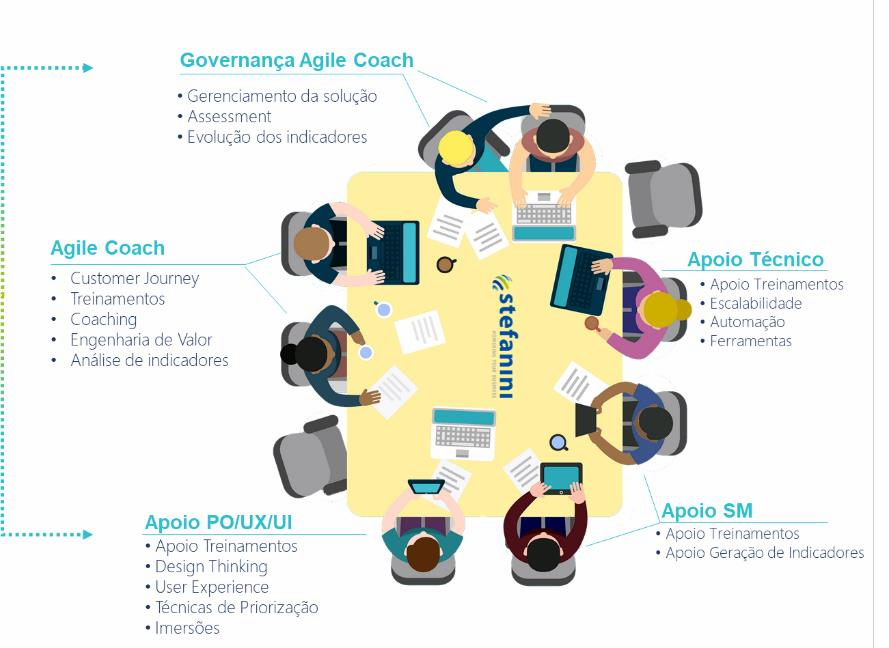 Governança Agile Coach
• Gerenciamento da solução
• Assessment
• Evolução dos indicadores
Agile Coach
• Customer Journey
• Treinamentos
• Coaching
• Engenharia de Valor
• Análise de indicadores
stefanini
Apoio Técnico
• Apoio Treinamentos
• Escalabilidade
• Automação
• Ferramentas
Apoio PO/UX/UI
• Apoio Treinamentos
• Design Thinking
• User Experience
• Técnicas de Priorização
• Imersões
Apoio SM
• Apoio Treinamentos
• Apoio Geração de Indicadores